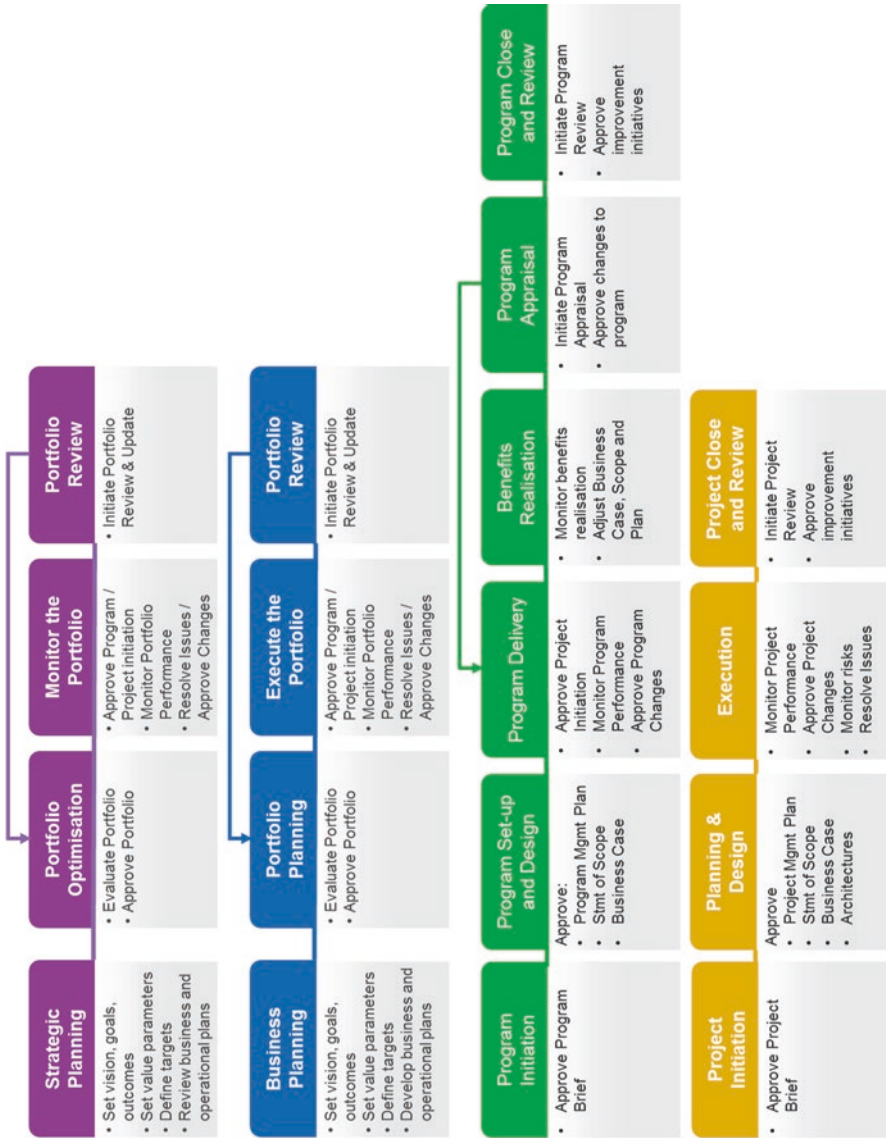 Strategic
Planning
• Set vision, goals,
outcomes
• Set value parameters
• Define targets
• Review business and
operational plans
Portfolio
Optimisation
• Evaluate Portfolio
• Approve Portfolio
Monitor the
Portfolio
• Approve Program /
Project initiation
• Monitor Portfolio
Performance
• Resolve Issues /
Approve Changes
Portfolio
Review
• Initiate Portfolio
Review & Update
Business
Planning
• Set vision, goals,
outcomes
• Set value parameters
• Define targets
• Develop business and
operational plans
Portfolio
Planning
• Evaluate Portfolio
• Approve Portfolio
Execute the
Portfolio
• Approve Program /
Project initiation
• Monitor Portfolio
Performance
• Resolve Issues /
Approve Changes
Portfolio
Review
• Initiate Portfolio
Review & Update
Program
Initiation
• Approve Program
Brief
Program Set-up
and Design
Approve:
• Program Mgmt Plan
• Stmt of Scope
• Business Case
Program Delivery
• Approve Project
Initiation
• Monitor Program
Performance
• Approve Program
Changes
Benefits
Realisation
• Monitor benefits
realisation
• Adjust Business
Case, Scope and
Plan
Program
Appraisal
• Initiate Program
Appraisal
• Approve changes to
program
Program Close
and Review
• Initiate Program
Review
• Approve
improvement
initiatives
Project
Initiation
• Approve Project
Brief
Planning &
Design
Approve
• Project Mgmt Plan
• Stmt of Scope
• Business Case
• Architectures
Execution
• Monitor Project
Performance
• Approve Project
Changes
• Monitor risks
• Resolve Issues
Project Close
and Review
• Initiate Project
Review
• Approve
improvement
initiatives